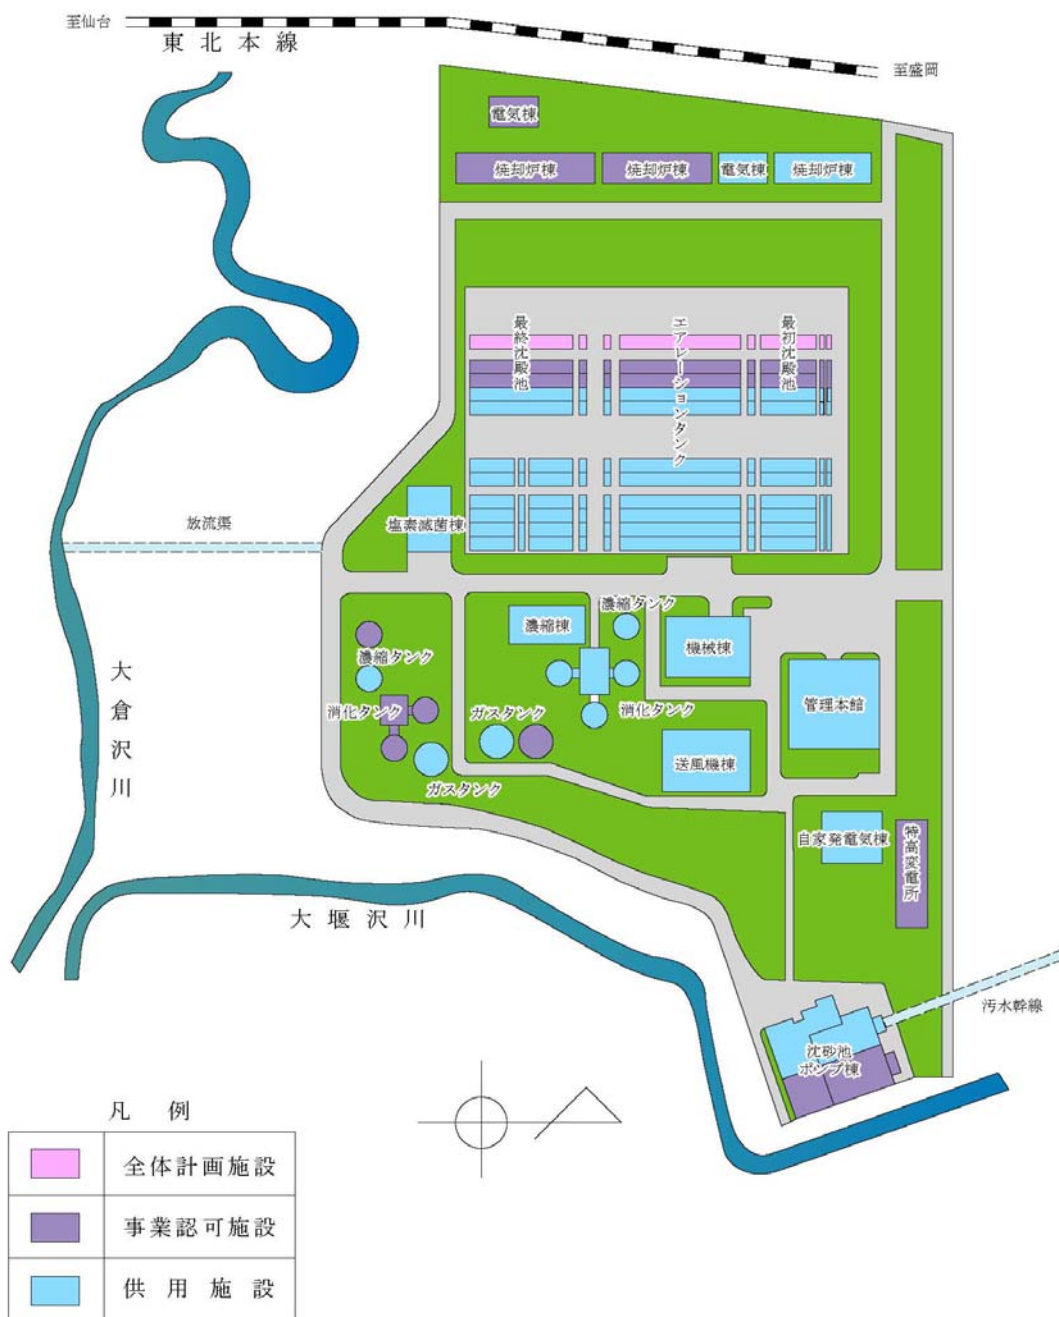 至仙台
東北本線
至盛岡
電気棟
焼却炉棟
焼却炉棟
電気棟
焼却炉棟
最終沈殿池
エアレーションタンク
最初沈殿池
塩素滅菌棟
放流渠
濃縮タンク
濃縮棟
機械棟
濃縮タンク
消化タンク
ガスタンク
消化タンク
管理本館
送風機棟
ガスタンク
大倉沢川
自家発電気棟
特高変電所
大堰沢川
汚水幹線
沈砂池
ポンプ棟
凡例
全体計画施設
事業認可施設
供用施設